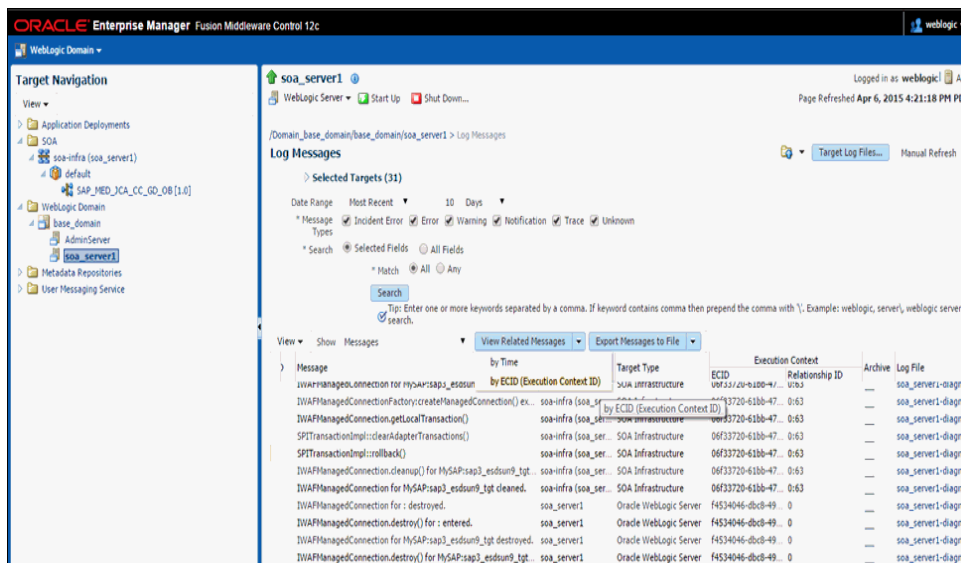 ORACLE Enterprise Manager Fusion Middleware Control 12c
weblogic
WebLogic Domain
Target Navigation
View
Application Deployments
SOA
soa-infra (soa_server1)
default
SAP_MED_JCA_CC_GD_OB [1.0]
WebLogic Domain
base_domain
AdminServer
soa_server1
Metadata Repositories
User Messaging Service
soa_server1
Logged in as weblogic
WebLogic Server Start Up Shut Down...
Page Refreshed Apr 6, 2015 4:21:18 PM
/Domain_base_domain/base_domain/soa_server1 > Log Messages
Log Messages
Target Log Files... Manual Refresh
Selected Targets (31)
Date Range Most Recent 10 Days
* Message Types Incident Error Error Warning Notification Trace Unknown
* Search Selected Fields All Fields
* Match All Any
Search
Tip: Enter one or more keywords separated by a comma. If keyword contains comma then prepend the comma with '\'. Example: weblogic, server\, weblogic server
search.
View Show Messages View Related Messages Export Messages to File
by Time
by ECID (Execution Context ID)
by ECID (Execution Context ID)
Message Target Type Execution Context Archive Log File
ECID Relationship ID
IWAFManagedConnection for MySAP:sap3_esdsun SOA Infrastructure 06f33720-61bb-47... 0:63 soa_server1-diagn
IWAFManagedConnectionFactory:createManagedConnection() ex... soa-infra (soa_ser... 0:63 soa_server1-diagn
IWAFManagedConnection.getLocalTransaction() soa-infra (soa_ser... SOA Infrastructure 06f33720-61bb-47... 0:63 soa_server1-diagn
SPITransactionImpl::clearAdapterTransactions() soa-infra (soa_ser... SOA Infrastructure 06f33720-61bb-47... 0:63 soa_server1-diagn
SPITransactionImpl::rollback() soa-infra (soa_ser... SOA Infrastructure 06f33720-61bb-47... 0:63 soa_server1-diagn
IWAFManagedConnection.cleanup() for MySAP:sap3_esdsun9_tgt... soa-infra (soa_ser... SOA Infrastructure 06f33720-61bb-47... 0:63 soa_server1-diagn
IWAFManagedConnection for MySAP:sap3_esdsun9_tgt cleaned. soa-infra (soa_ser... SOA Infrastructure 06f33720-61bb-47... 0:63 soa_server1-diagn
IWAFManagedConnection for : destroyed. soa_server1 Oracle WebLogic Server f4534046-dbc8-49... 0 soa_server1-diagn
IWAFManagedConnection.destroy() for : entered. soa_server1 Oracle WebLogic Server f4534046-dbc8-49... 0 soa_server1-diagn
IWAFManagedConnection for MySAP:sap3_esdsun9_tgt destroyed. soa_server1 Oracle WebLogic Server f4534046-dbc8-49... 0 soa_server1-diagn
IWAFManagedConnection.destroy() for MySAP:sap3_esdsun9_tgt... soa_server1 Oracle WebLogic Server f4534046-dbc8-49... 0 soa_server1-diagn